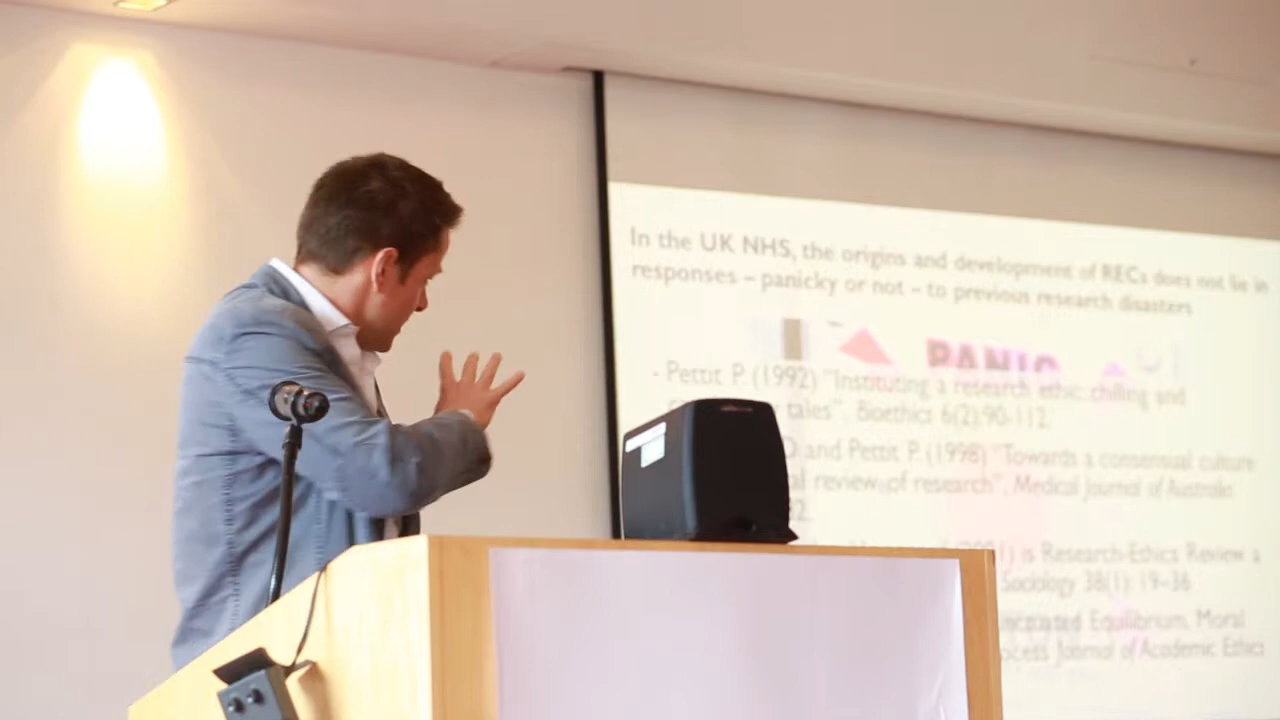 In the UK NHS, the origins and development of RECs does not lie in
responses – panicky or not – to previous research disasters
PANIC
- Pettit P. (1992) "Instituting a research ethic: chilling and
tales". Bioethics 6(2):90-112.
D and Pettit P. (1998) "Towards a consensual culture
review of research". Medical Journal of Australia
is Research-Ethics Review a
Sociology 38(1): 19–36
Equilibrium, Moral
Journal of Academic Ethics